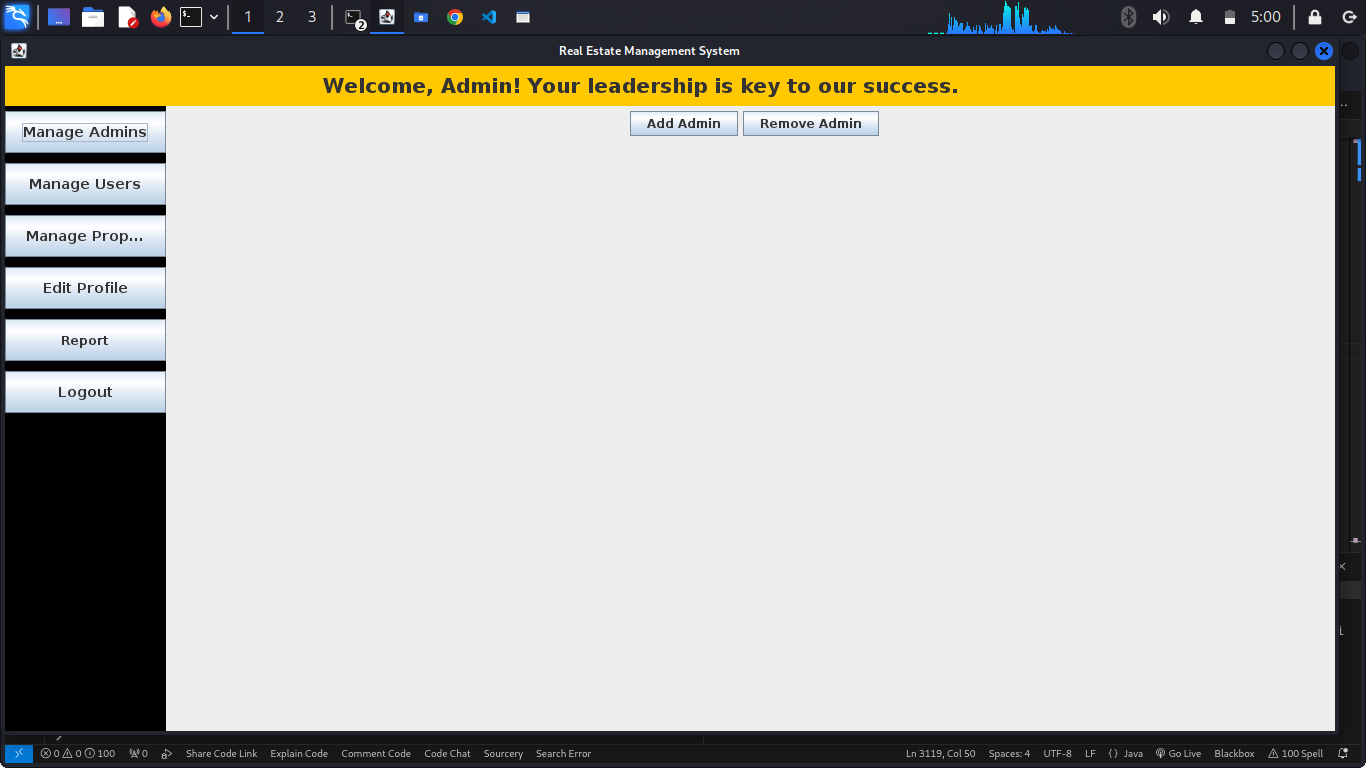 1 2 3 2 5:00
Real Estate Management System
Welcome, Admin! Your leadership is key to our success.
Manage Admins
Add Admin Remove Admin
Manage Users
Manage Prop...
Edit Profile
Report
Logout
0 0 100 0 Share Code Link Explain Code Comment Code Code Chat Sourcery Search Error Ln 3119, Col 50 Spaces: 4 UTF-8 LF {} Java Go Live Blackbox 100 Spell